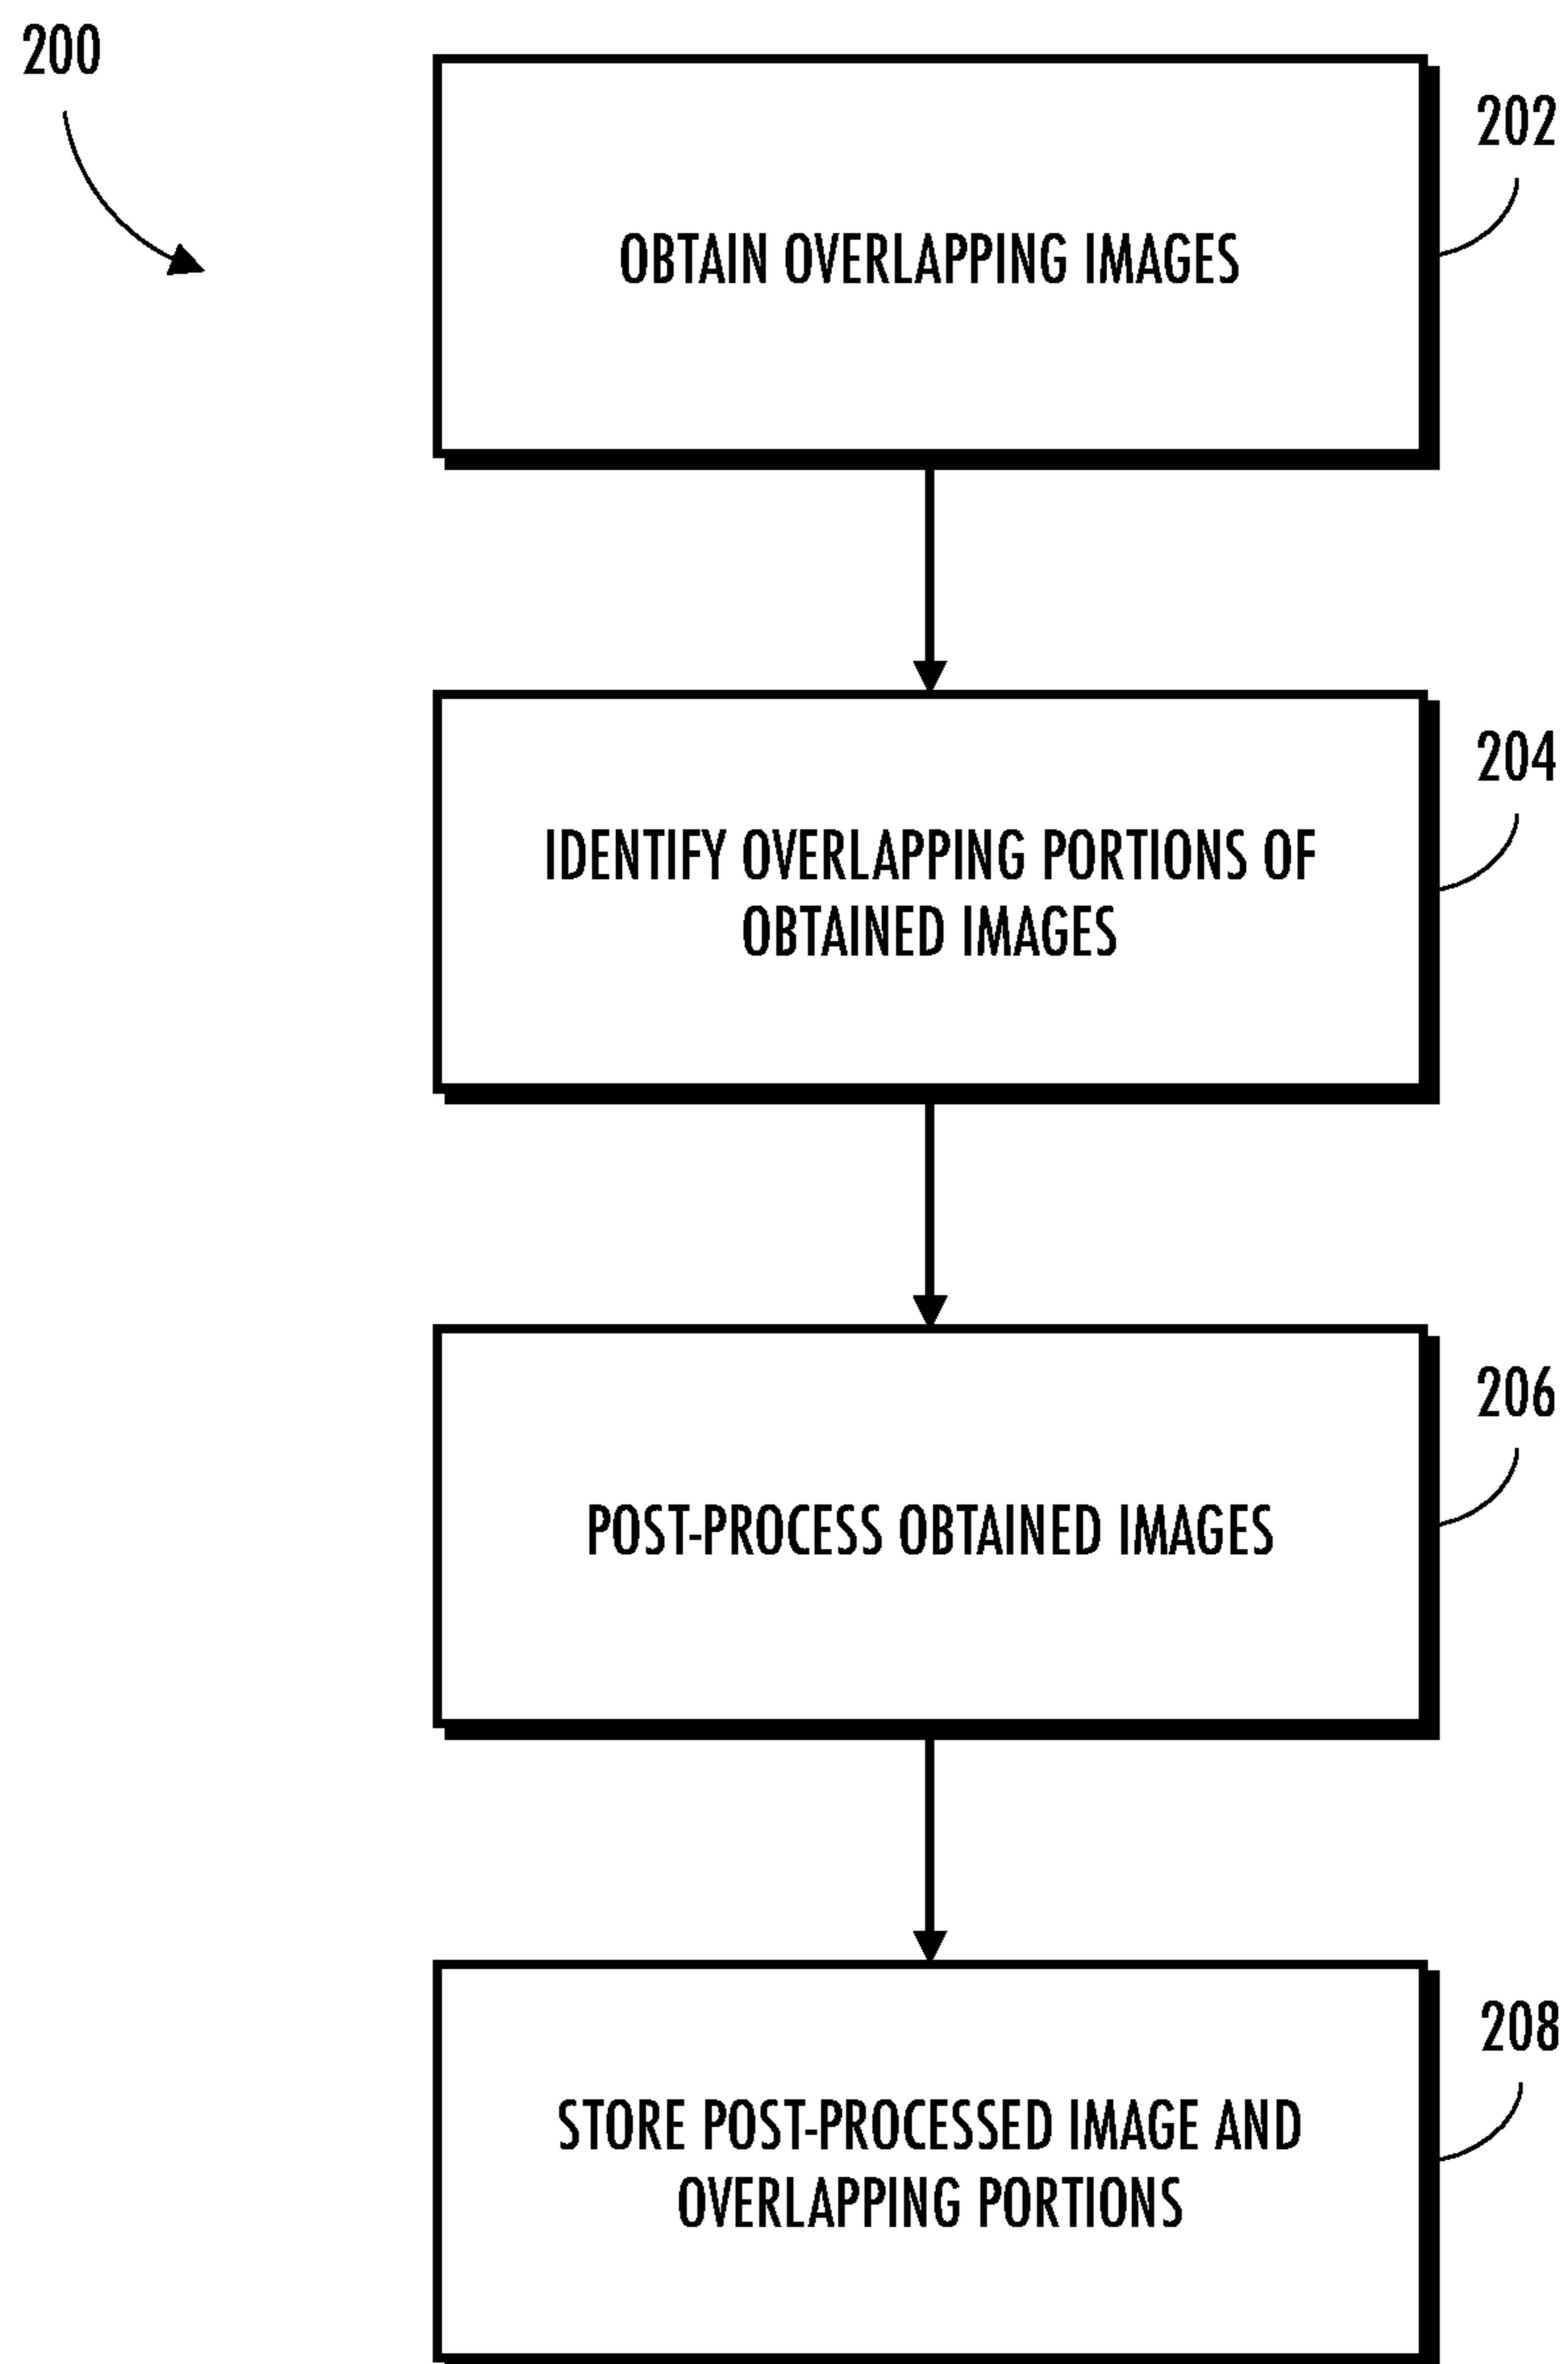 200
202
OBTAIN OVERLAPPING IMAGES
204
IDENTIFY OVERLAPPING PORTIONS OF
OBTAINED IMAGES
206
POST-PROCESS OBTAINED IMAGES
208
STORE POST-PROCESSED IMAGE AND
OVERLAPPING PORTIONS